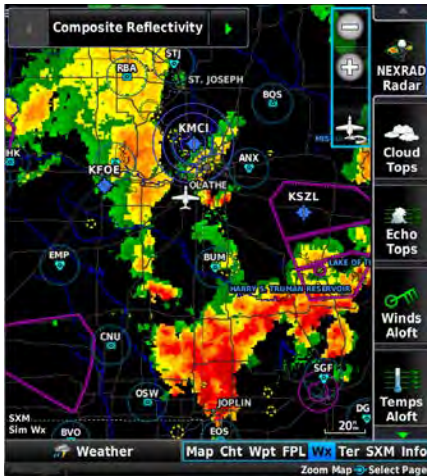 Composite Reflectivity
NEXRAD
Radar
Cloud
Tops
Echo
Tops
Winds
Aloft
Temps
Aloft
STJ
RBA
ST. JOSEPH
BQS
KMCI
HIS
HK
KFOE
ANX
OLATHE
KSZL
EMP
BUM
LAKE OF T
HARRY S. TRUMAN RESERVOIR
CNU
SGF
OSW
JOPLIN
DG
BVO
EOS
20"
SXM
Sim Wx
Weather
Map Cht Wpt FPL Wx Ter SXM Info
Zoom Map Select Page